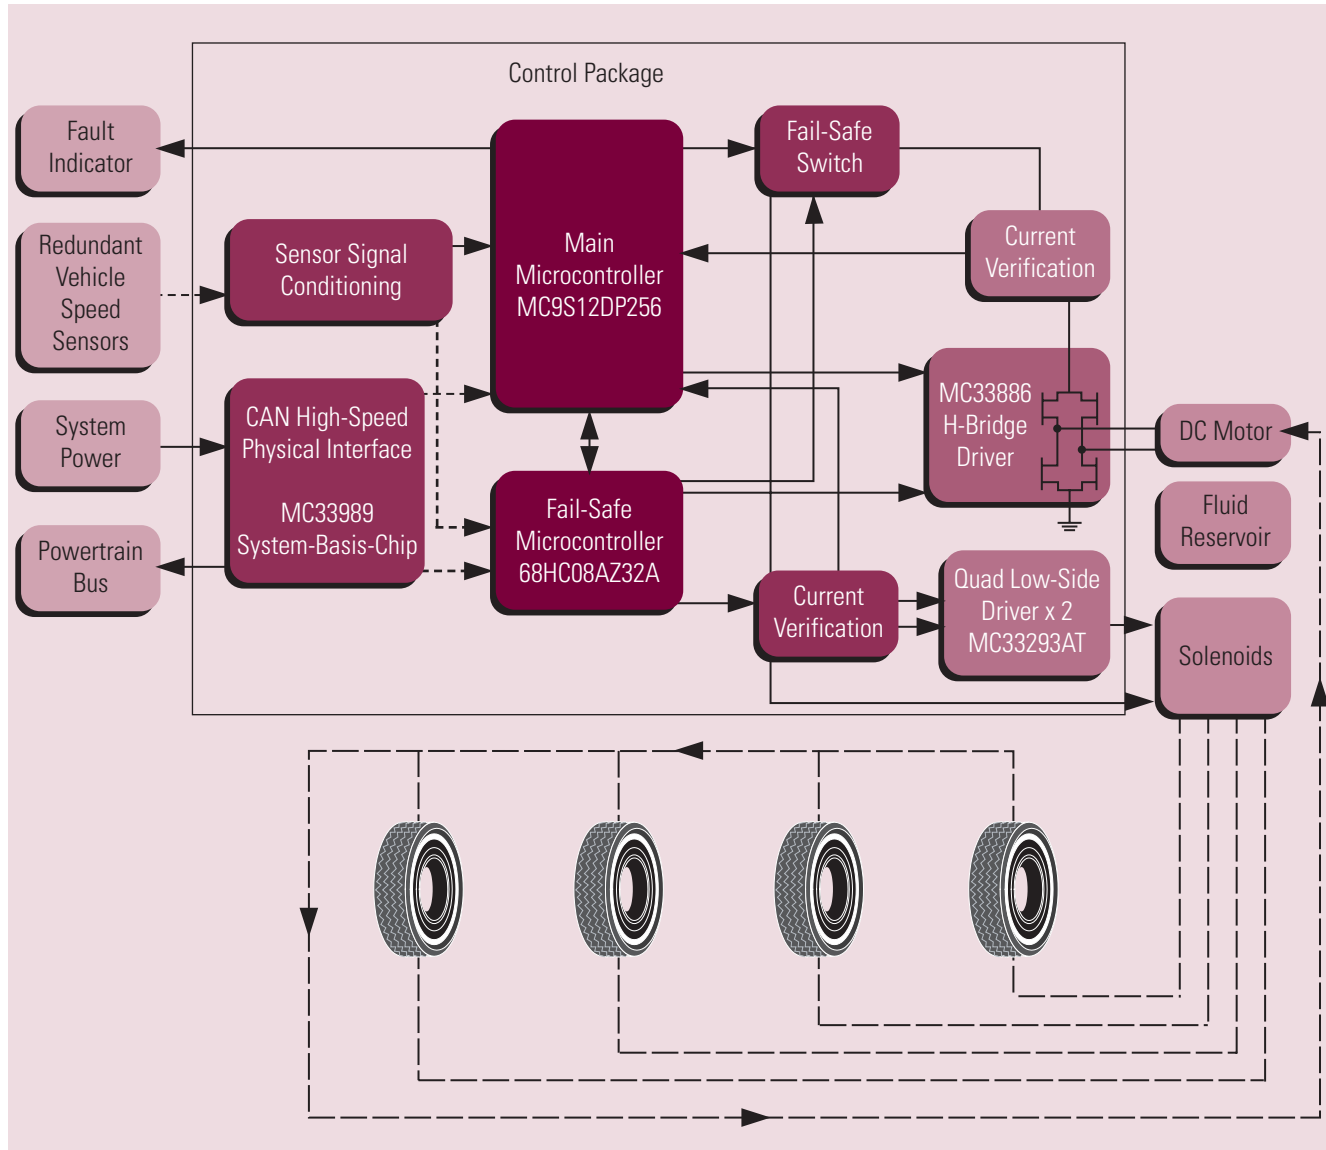 Control Package
Fault
Indicator
Redundant
Vehicle
Speed
Sensors
System
Power
Powertrain
Bus
Sensor Signal
Conditioning
CAN High-Speed
Physical Interface
MC33989
System-Basis-Chip
Main
Microcontroller
MC9S12DP256
Fail-Safe
Microcontroller
68HC08AZ32A
Fail-Safe
Switch
Current
Verification
MC33886
H-Bridge
Driver
Current
Verification
Quad Low-Side
Driver x 2
MC33293AT
DC Motor
Fluid
Reservoir
Solenoids